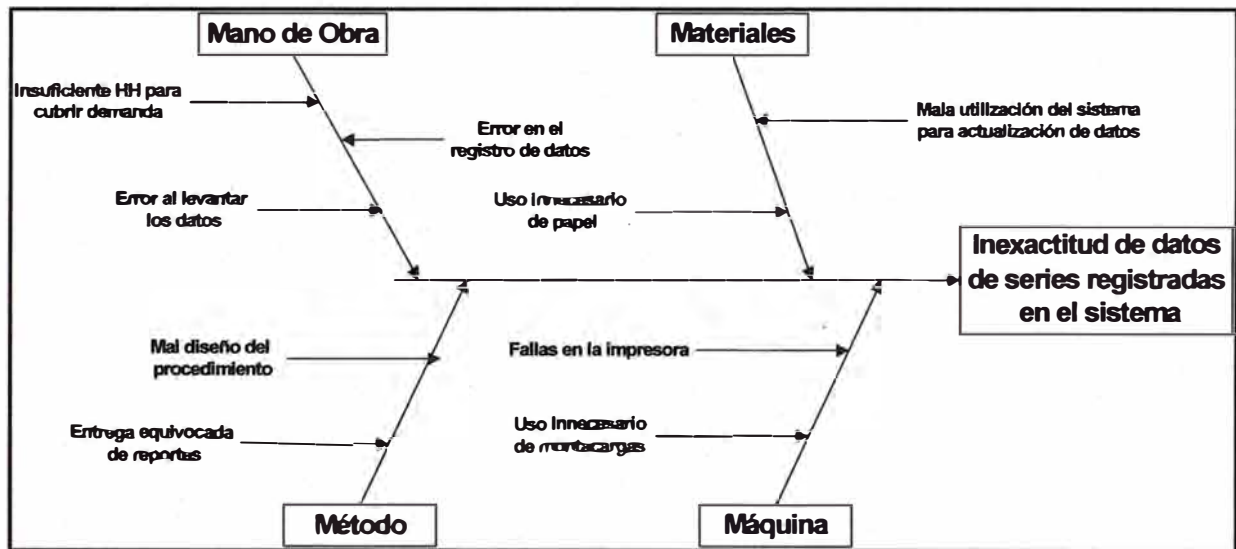 Mano de Obra
Materiales
Insuficiente HH para
cubrir demanda
Error en el
registro de datos
Error al levantar
los datos
Mala utilización del sistema
para actualización de datos
Uso Innecesario
de papel
Inexactitud de datos
de series registradas
en el sistema
Mal diseño del
procedimiento
Entrega equivocada
de reportes
Fallas en la impresora
Uso Innecesario
de montacargas
Método
Máquina